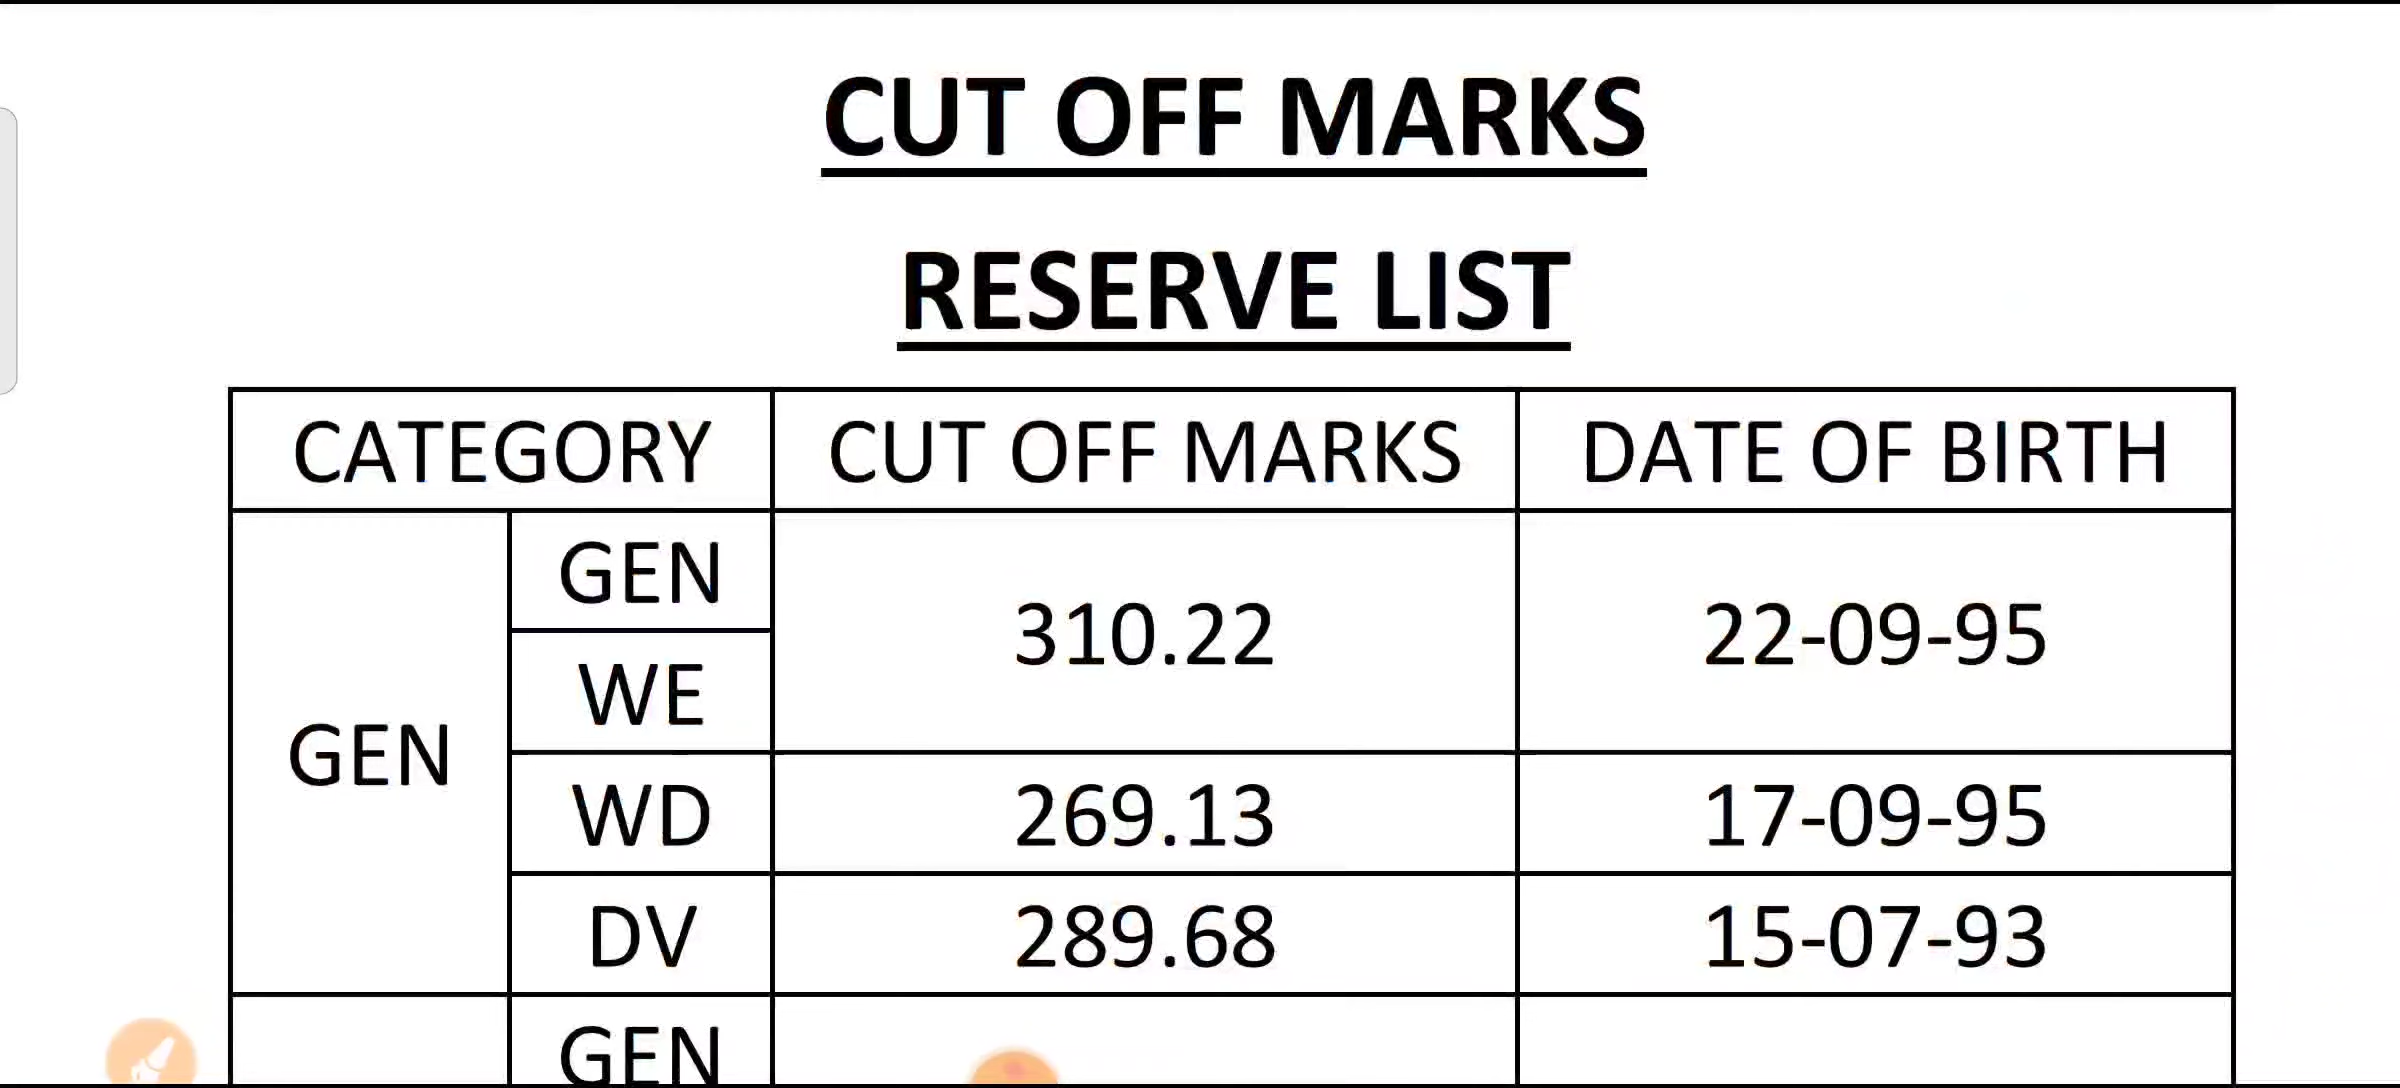 CUT OFF MARKS
RESERVE LIST
CATEGORY CUT OFF MARKS DATE OF BIRTH
GEN GEN 310.22 22-09-95
WE
WD 269.13 17-09-95
DV 289.68 15-07-93
GEN